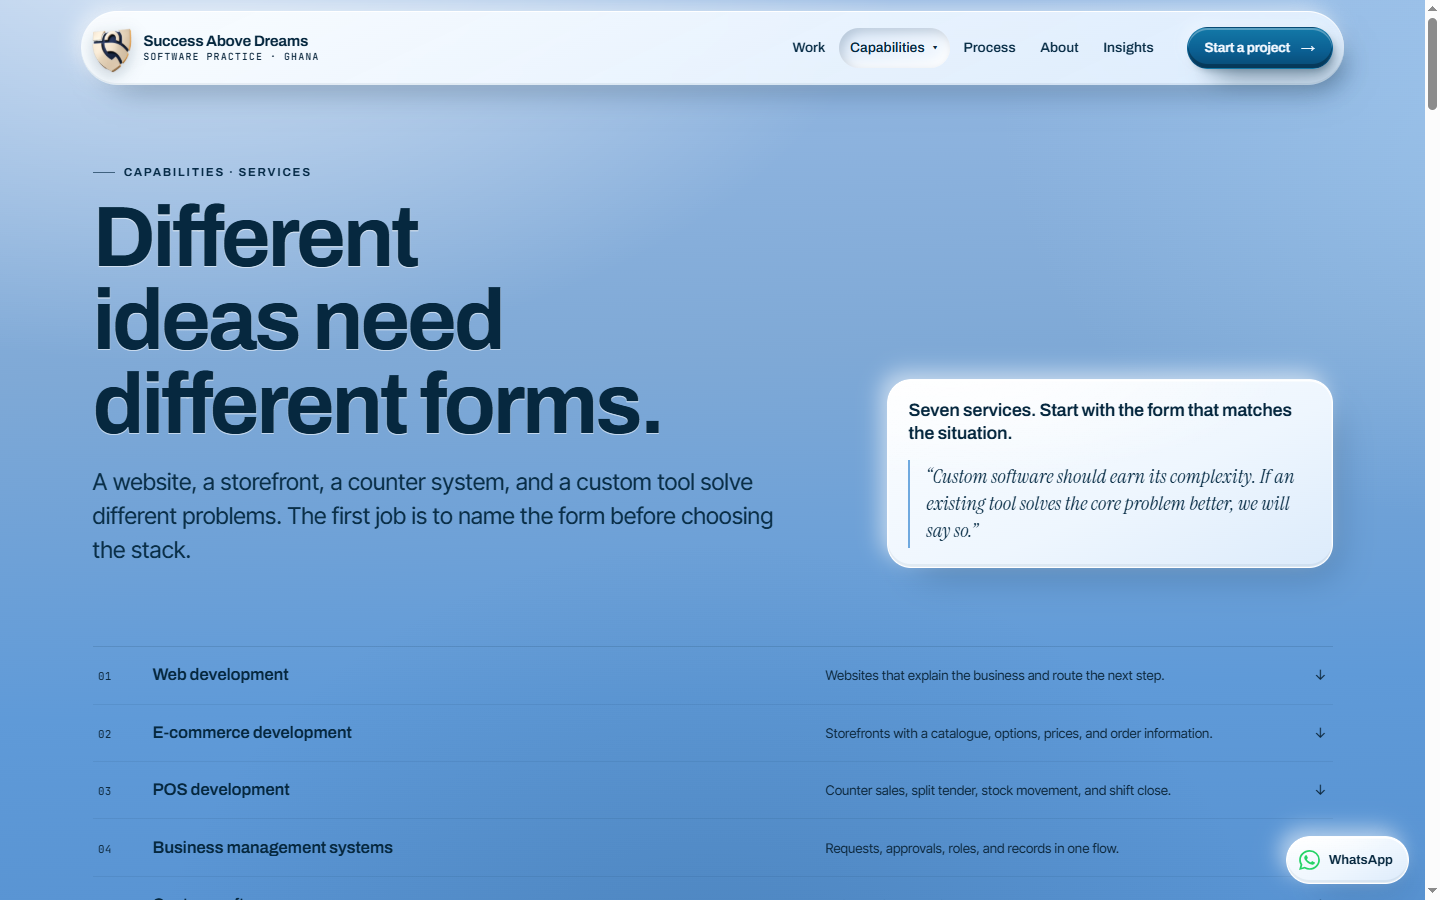 Success Above Dreams
SOFTWARE PRACTICE · GHANA
Work
Capabilities
Process
About
Insights
Start a project →
CAPABILITIES · SERVICES
Different
ideas need
different forms.
A website, a storefront, a counter system, and a custom tool solve
different problems. The first job is to name the form before choosing
the stack.
Seven services. Start with the form that matches
the situation.
“Custom software should earn its complexity. If an
existing tool solves the core problem better, we will
say so.”
01 Web development Websites that explain the business and route the next step. ↓
02 E-commerce development Storefronts with a catalogue, options, prices, and order information. ↓
03 POS development Counter sales, split tender, stock movement, and shift close. ↓
04 Business management systems Requests, approvals, roles, and records in one flow.
WhatsApp